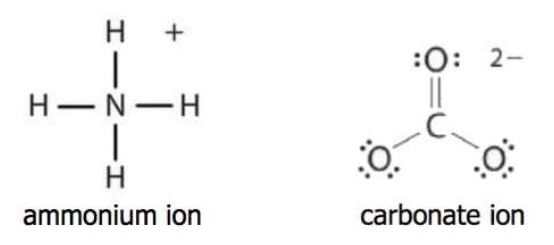 H +
H — N — H
H
ammonium ion
:O: 2−
C
O O
carbonate ion